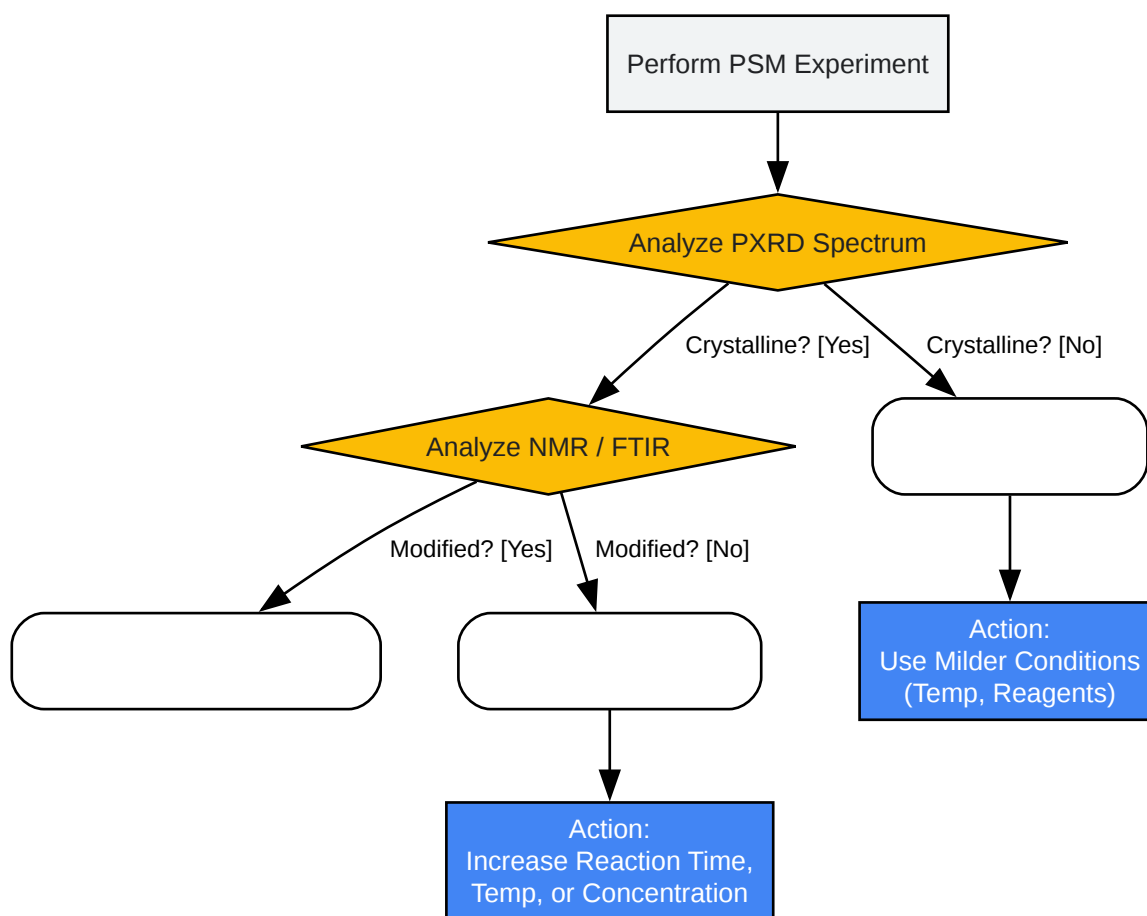 Perform PSM Experiment
Analyze PXRD Spectrum
Crystalline? [Yes]
Crystalline? [No]
Analyze NMR / FTIR
Modified? [Yes]
Modified? [No]
Action:
Use Milder Conditions
(Temp, Reagents)
Action:
Increase Reaction Time,
Temp, or Concentration